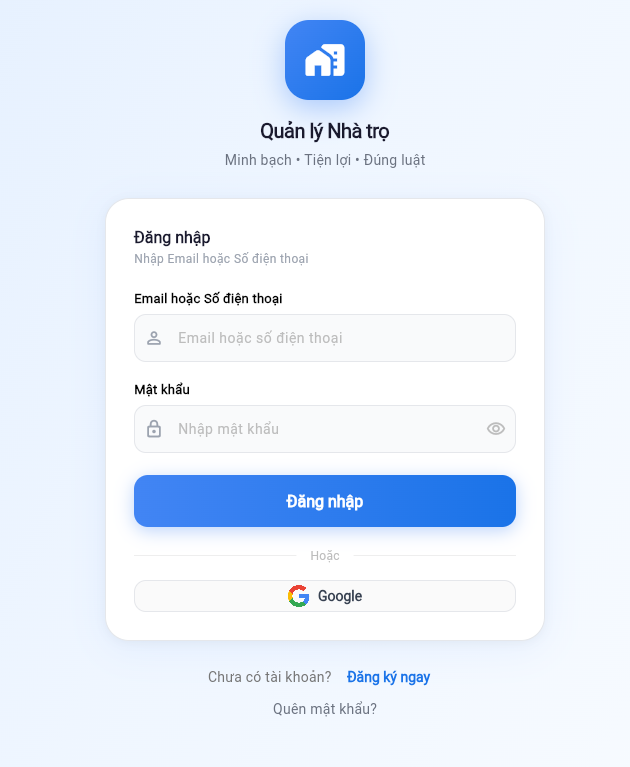 Quản lý Nhà trọ
Minh bạch • Tiện lợi • Đúng luật
Đăng nhập
Nhập Email hoặc Số điện thoại
Email hoặc Số điện thoại
Email hoặc số điện thoại
Mật khẩu
Nhập mật khẩu
Đăng nhập
Hoặc
Google
Chưa có tài khoản? Đăng ký ngay
Quên mật khẩu?